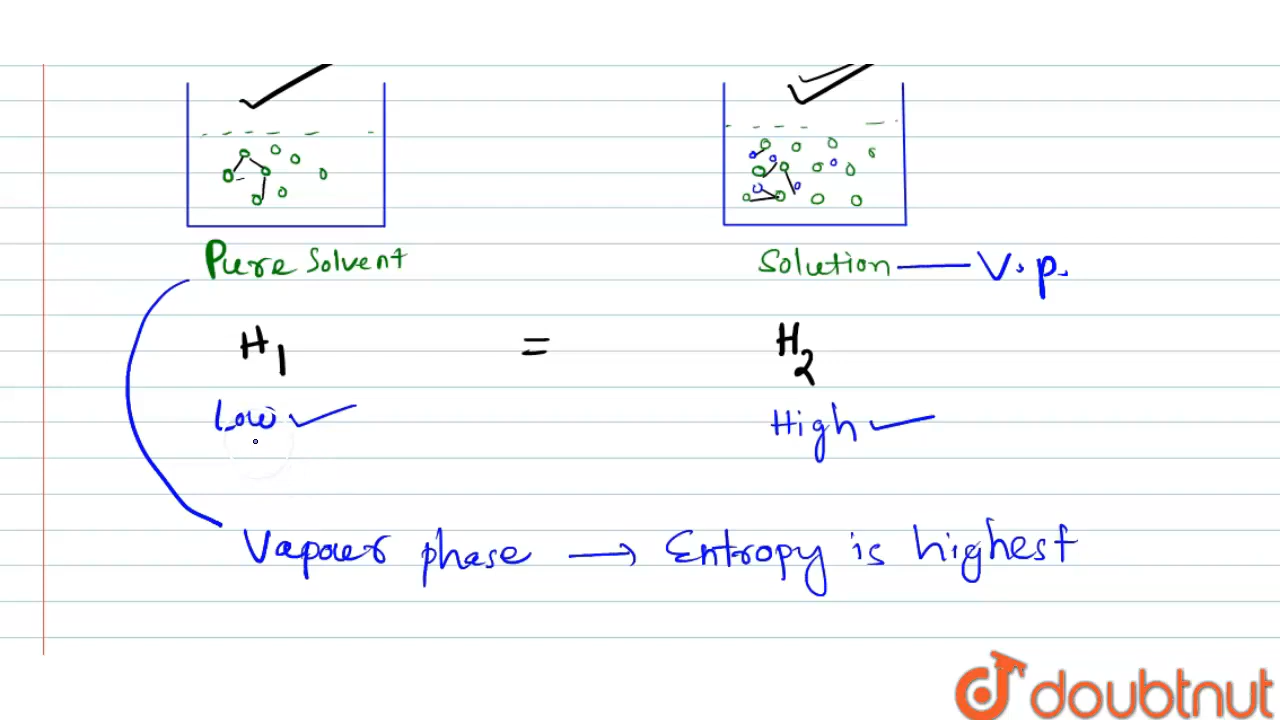 Pure Solvent
Solution — V.p.
H₁ = H₂
Low High
Vapour phase → Entropy is highest
doubtnut